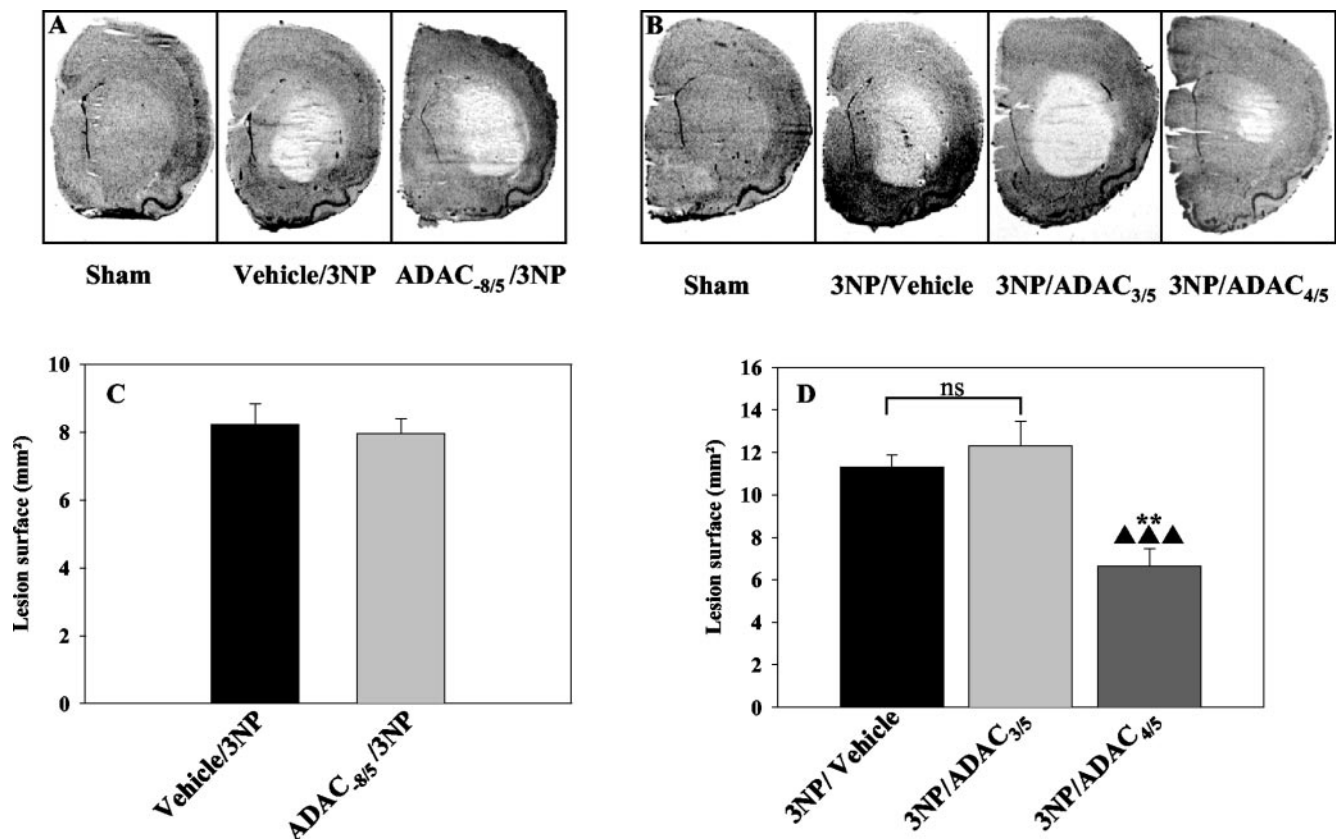 A
B
Sham
Vehicle/3NP
ADAC-8/5/3NP
Sham
3NP/Vehicle
3NP/ADAC3/5
3NP/ADAC4/5
C
Lesion surface (mm²)
10
8
6
4
2
0
Vehicle/3NP
ADAC-8/5/3NP
D
Lesion surface (mm²)
16
14
12
10
8
6
4
2
0
ns
**
▲▲▲
3NP/ Vehicle
3NP/ADAC3/5
3NP/ADAC4/5